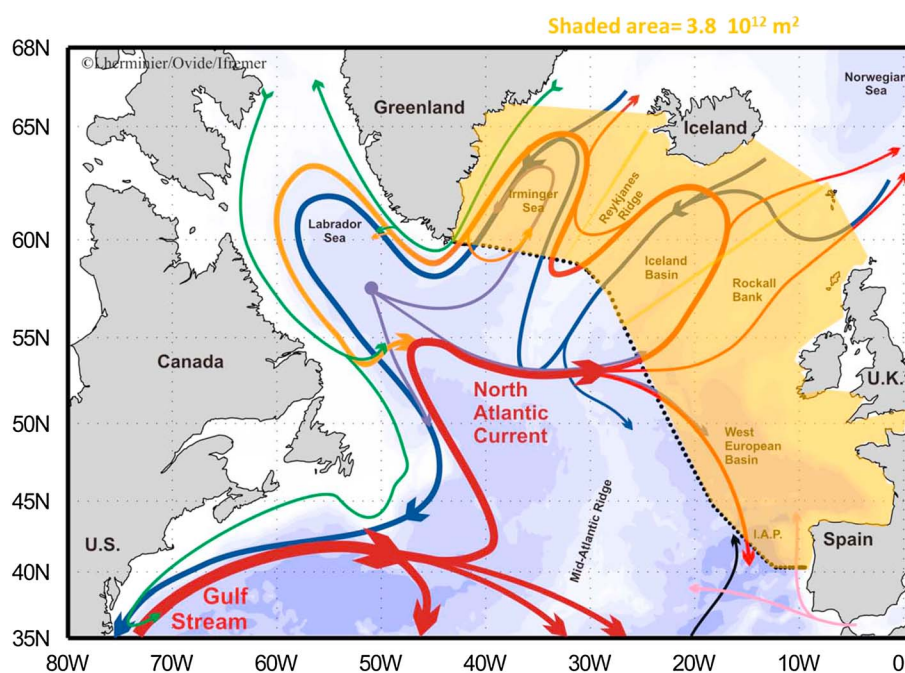 Shaded area= 3.8 10¹² m²
68N
65N
60N
55N
50N
45N
40N
35N
©Lherminier/Ovide/Ifremer
Greenland
Iceland
Norwegian
Sea
Irminger
Sea
Reykjanes
Ridge
Labrador
Sea
Iceland
Basin
Rockall
Bank
Canada
U.K.
North
Atlantic
Current
West
European
Basin
Mid-Atlantic Ridge
I.A.P.
Spain
U.S.
Gulf
Stream
80W 70W 60W 50W 40W 30W 20W 10W 0